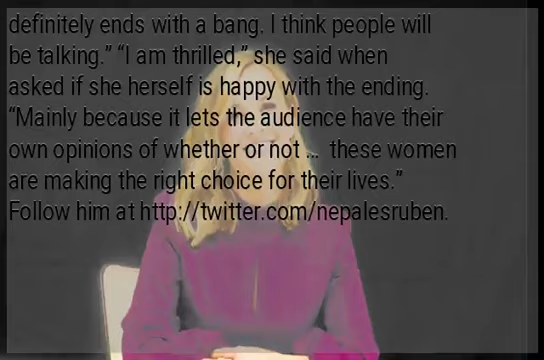 definitely ends with a bang. I think people will
be talking.” “I am thrilled,” she said when
asked if she herself is happy with the ending.
“Mainly because it lets the audience have their
own opinions of whether or not ... these women
are making the right choice for their lives.”
Follow him at http://twitter.com/nepalesruben.